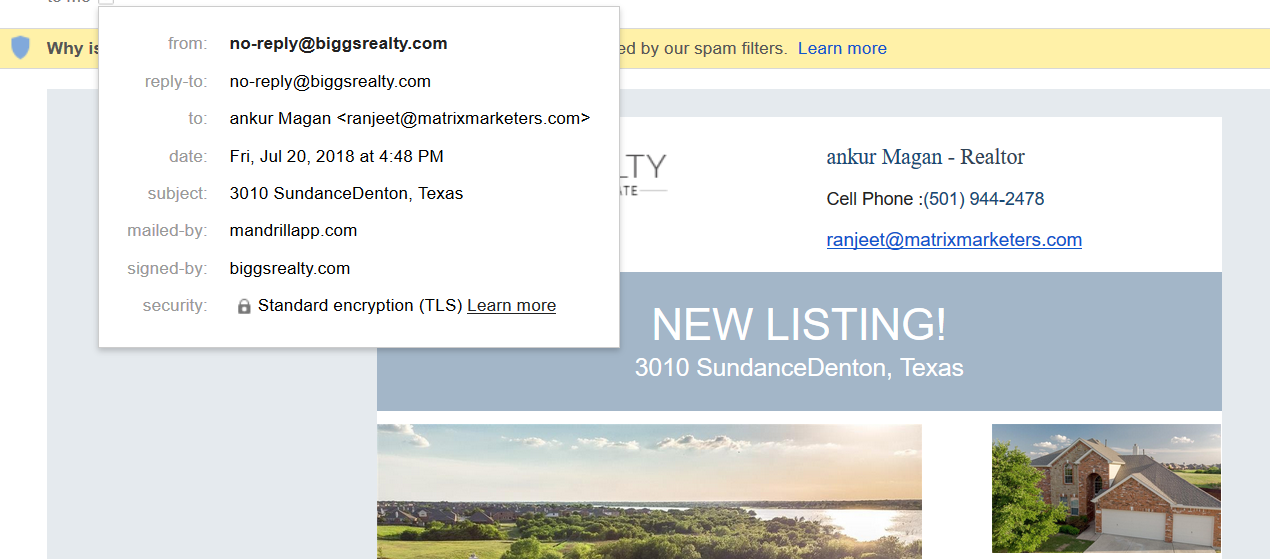 to me
from: no-reply@biggsrealty.com
Why is ed by our spam filters. Learn more
reply-to: no-reply@biggsrealty.com
to: ankur Magan <ranjeet@matrixmarketers.com>
date: Fri, Jul 20, 2018 at 4:48 PM
subject: 3010 SundanceDenton, Texas
mailed-by: mandrillapp.com
signed-by: biggsrealty.com
security: Standard encryption (TLS) Learn more
LTY
ATE
ankur Magan - Realtor
Cell Phone :(501) 944-2478
ranjeet@matrixmarketers.com
NEW LISTING!
3010 SundanceDenton, Texas